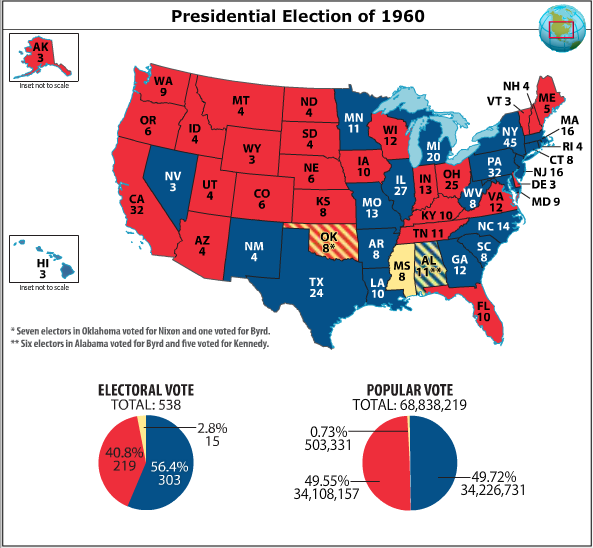 Presidential Election of 1960
AK
3
Inset not to scale
WA
9
OR
6
CA
32
NV
3
ID
4
MT
4
WY
3
UT
4
AZ
4
CO
6
NM
4
ND
4
SD
4
NE
6
KS
8
OK
8*
TX
24
MN
11
IA
10
MO
13
AR
8
LA
10
WI
12
IL
27
MI
20
IN
13
OH
25
KY 10
TN 11
MS
8
AL
11**
GA
12
FL
10
SC
8
NC 14
VA
12
WV
8
PA
32
NY
45
VT 3
NH 4
ME
5
MA
16
RI 4
CT 8
NJ 16
DE 3
MD 9
HI
3
Inset not to scale
* Seven electors in Oklahoma voted for Nixon and one voted for Byrd.
** Six electors in Alabama voted for Byrd and five voted for Kennedy.
ELECTORAL VOTE
TOTAL: 538
2.8%
15
40.8%
219
56.4%
303
POPULAR VOTE
TOTAL: 68,838,219
0.73%
503,331
49.55%
34,108,157
49.72%
34,226,731